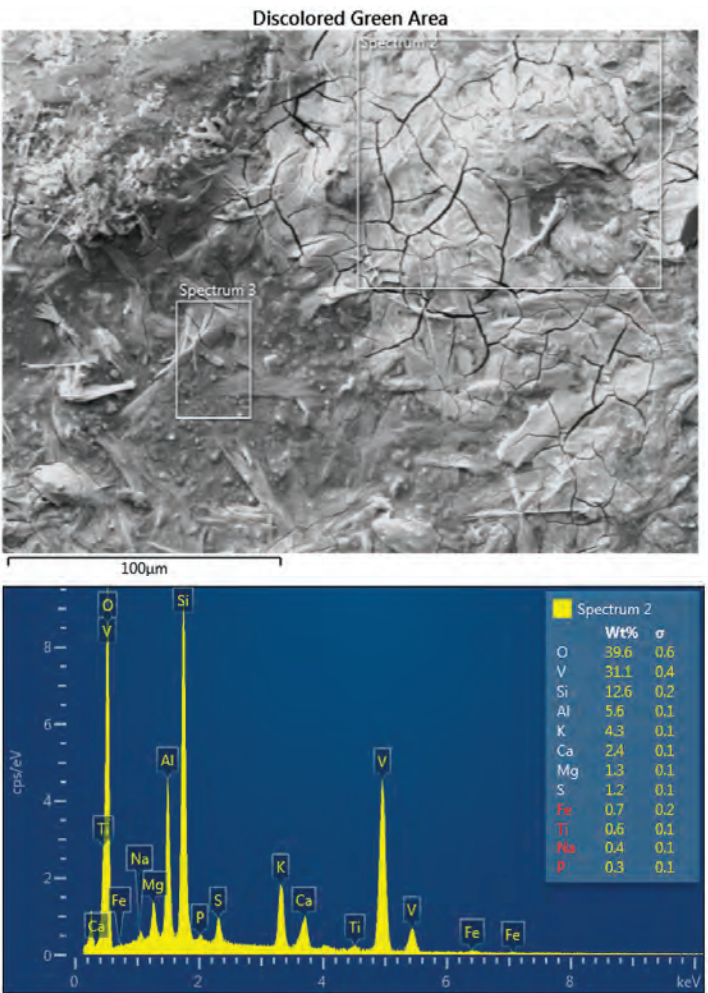 Discolored Green Area
Spectrum 2
Spectrum 3
100µm
cps/eV
8
6
4
2
0
O
V
Ti
Ca
Fe
Na
Mg
Al
Si
P
S
K
Ca
Ti
V
V
Fe
Fe
0
2
4
6
8
keV
Spectrum 2
Wt% σ
O 39.6 0.6
V 31.1 0.4
Si 12.6 0.2
Al 5.6 0.1
K 4.3 0.1
Ca 2.4 0.1
Mg 1.3 0.1
S 1.2 0.1
Fe 0.7 0.2
Ti 0.6 0.1
Na 0.4 0.1
P 0.3 0.1